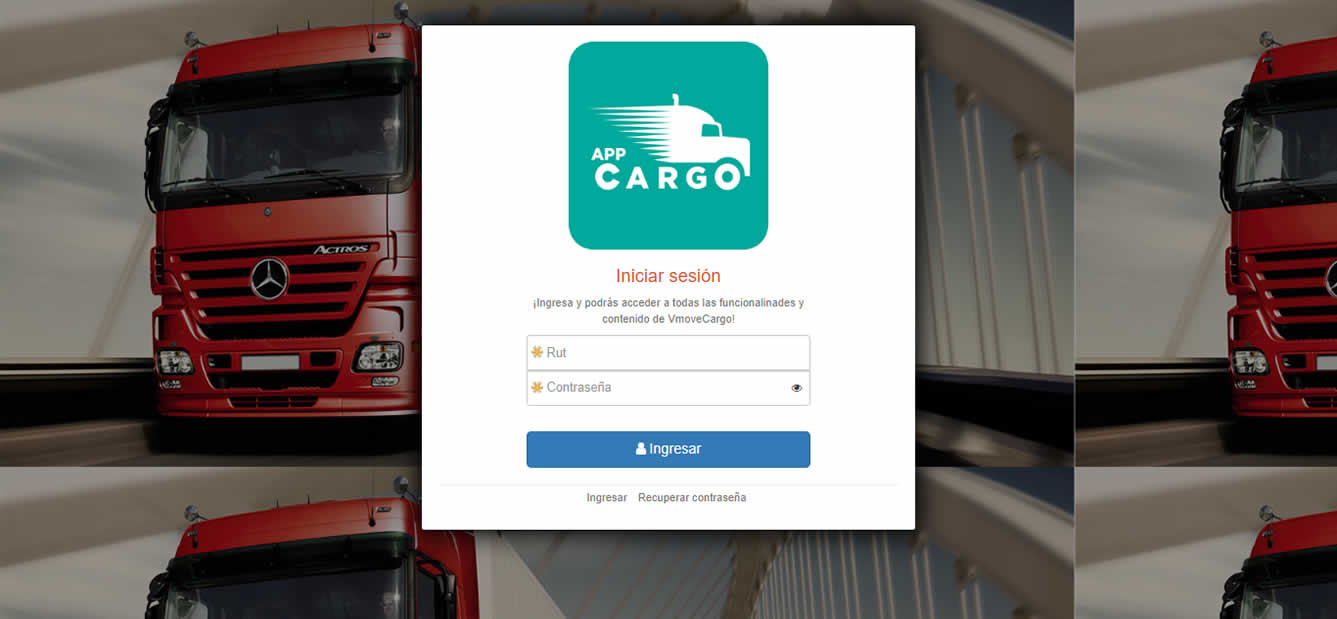 ACTROS
APP
CARGO
Iniciar sesión
¡Ingresa y podrás acceder a todas las funcionalinades y
contenido de VmoveCargo!
Rut
Contraseña
Ingresar
Ingresar Recuperar contraseña